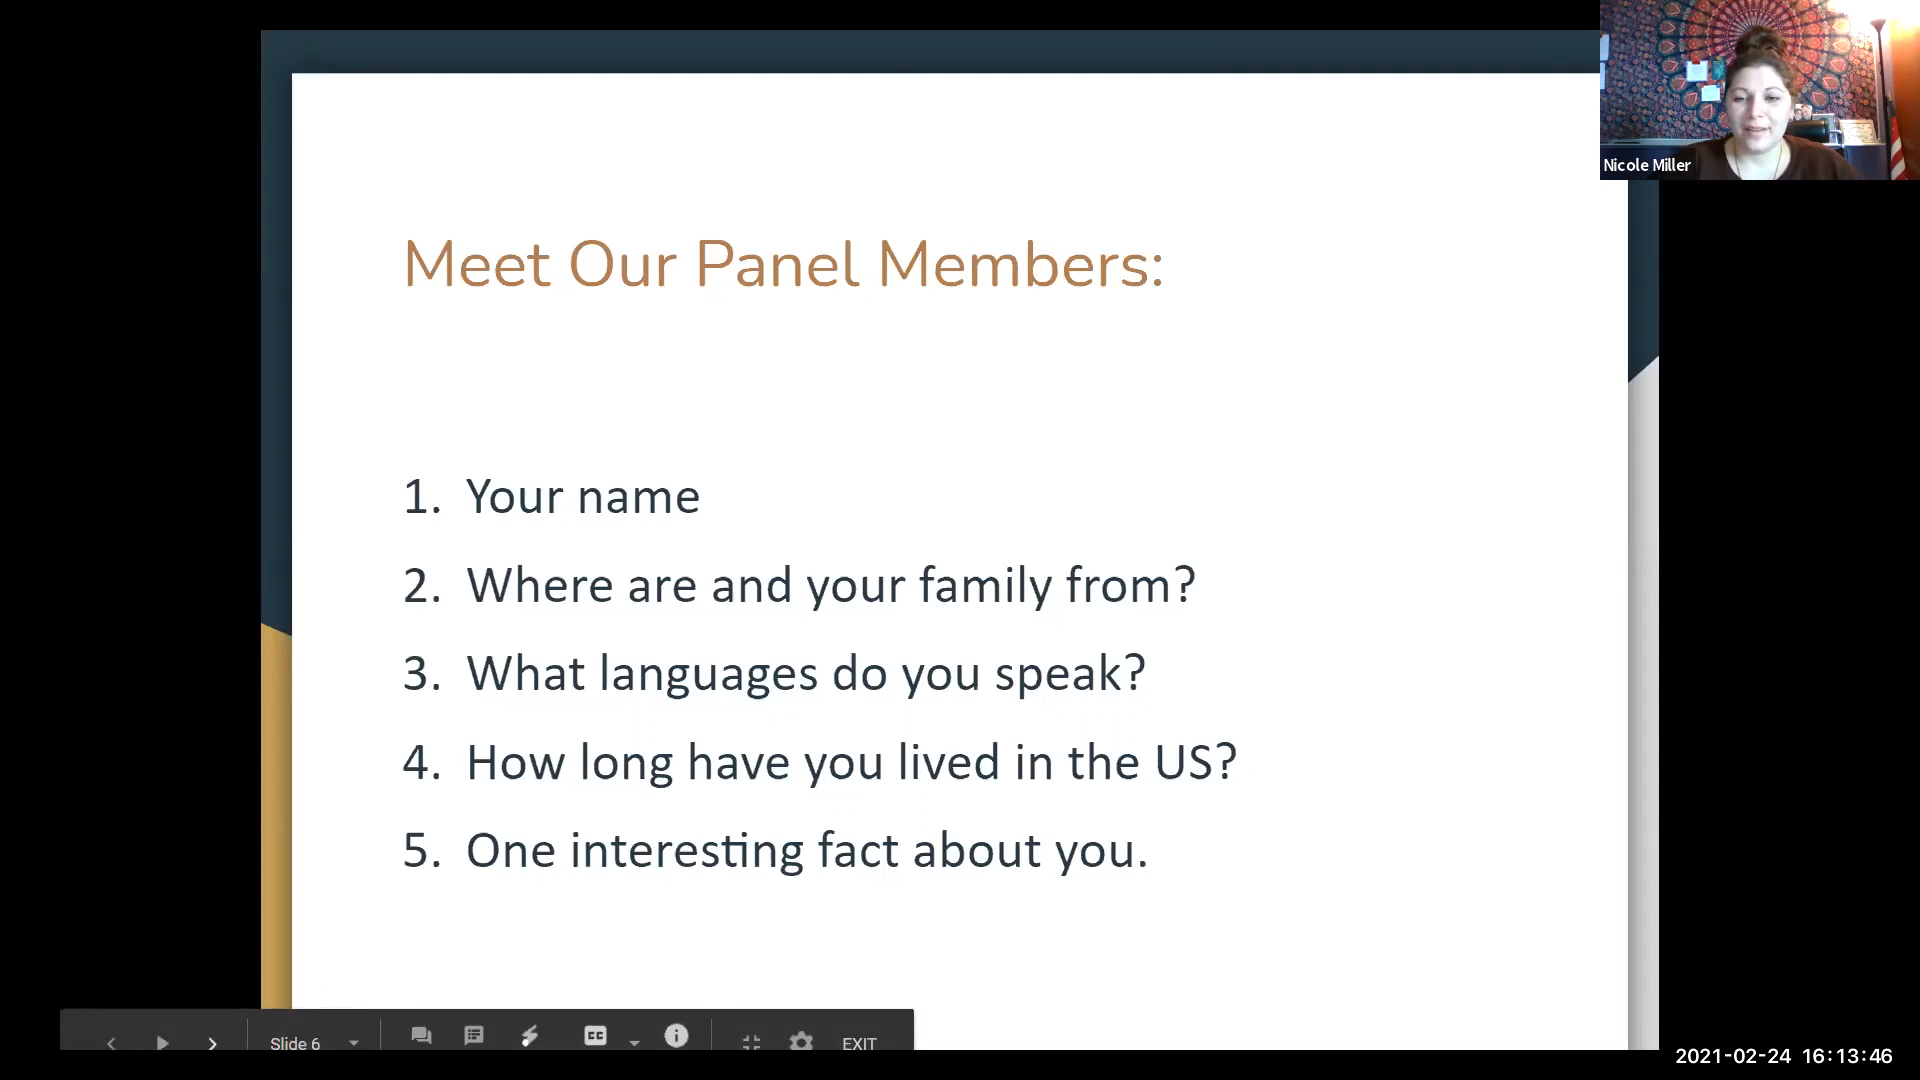 Nicole Miller
Meet Our Panel Members:
1. Your name
2. Where are and your family from?
3. What languages do you speak?
4. How long have you lived in the US?
5. One interesting fact about you.
Slide 6 CC EXIT
2021-02-24 16:13:46